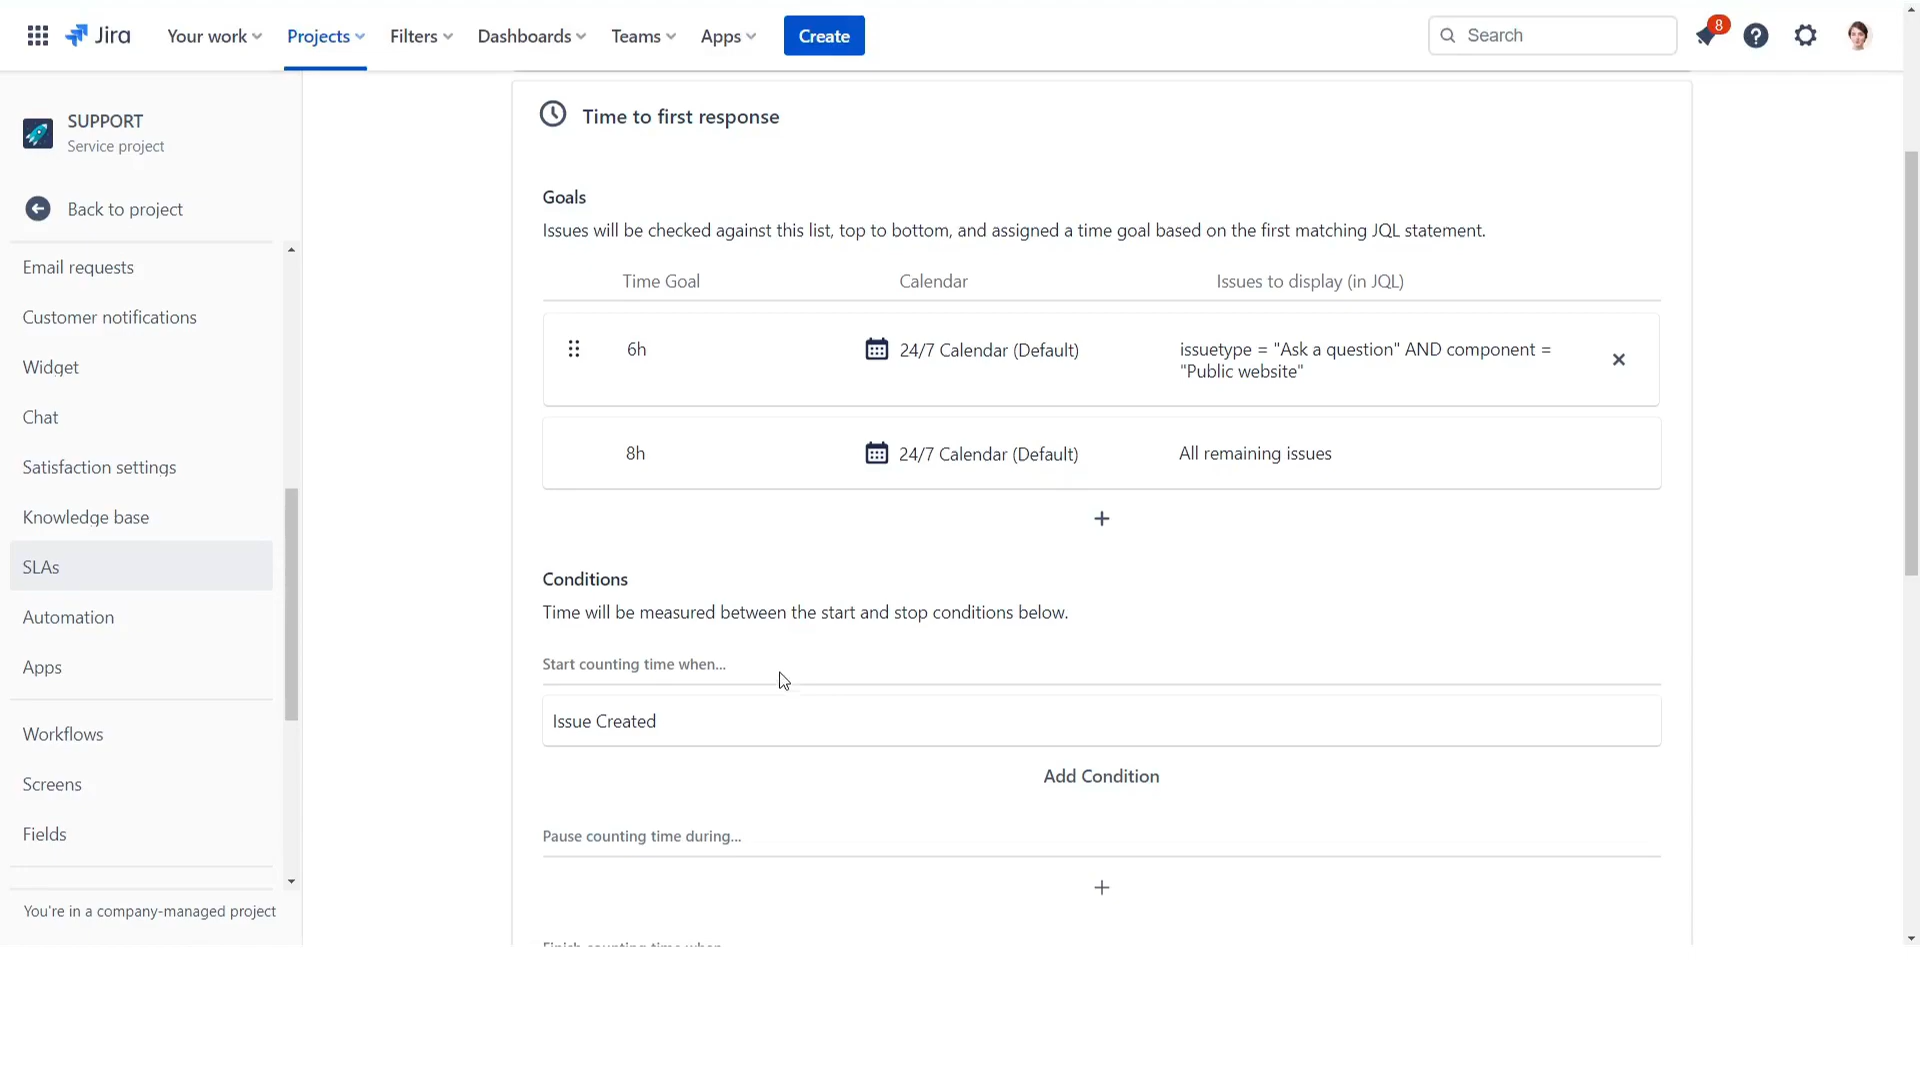 Jira
Your work
Projects
Filters
Dashboards
Teams
Apps
Create
Search
8
SUPPORT
Service project
Back to project
Email requests
Customer notifications
Widget
Chat
Satisfaction settings
Knowledge base
SLAs
Automation
Apps
Workflows
Screens
Fields
You're in a company-managed project
Time to first response
Goals
Issues will be checked against this list, top to bottom, and assigned a time goal based on the first matching JQL statement.
Time Goal Calendar Issues to display (in JQL)
6h 24/7 Calendar (Default) issuetype = "Ask a question" AND component =
"Public website"
8h 24/7 Calendar (Default) All remaining issues
Conditions
Time will be measured between the start and stop conditions below.
Start counting time when...
Issue Created
Add Condition
Pause counting time during...
Finish counting time when